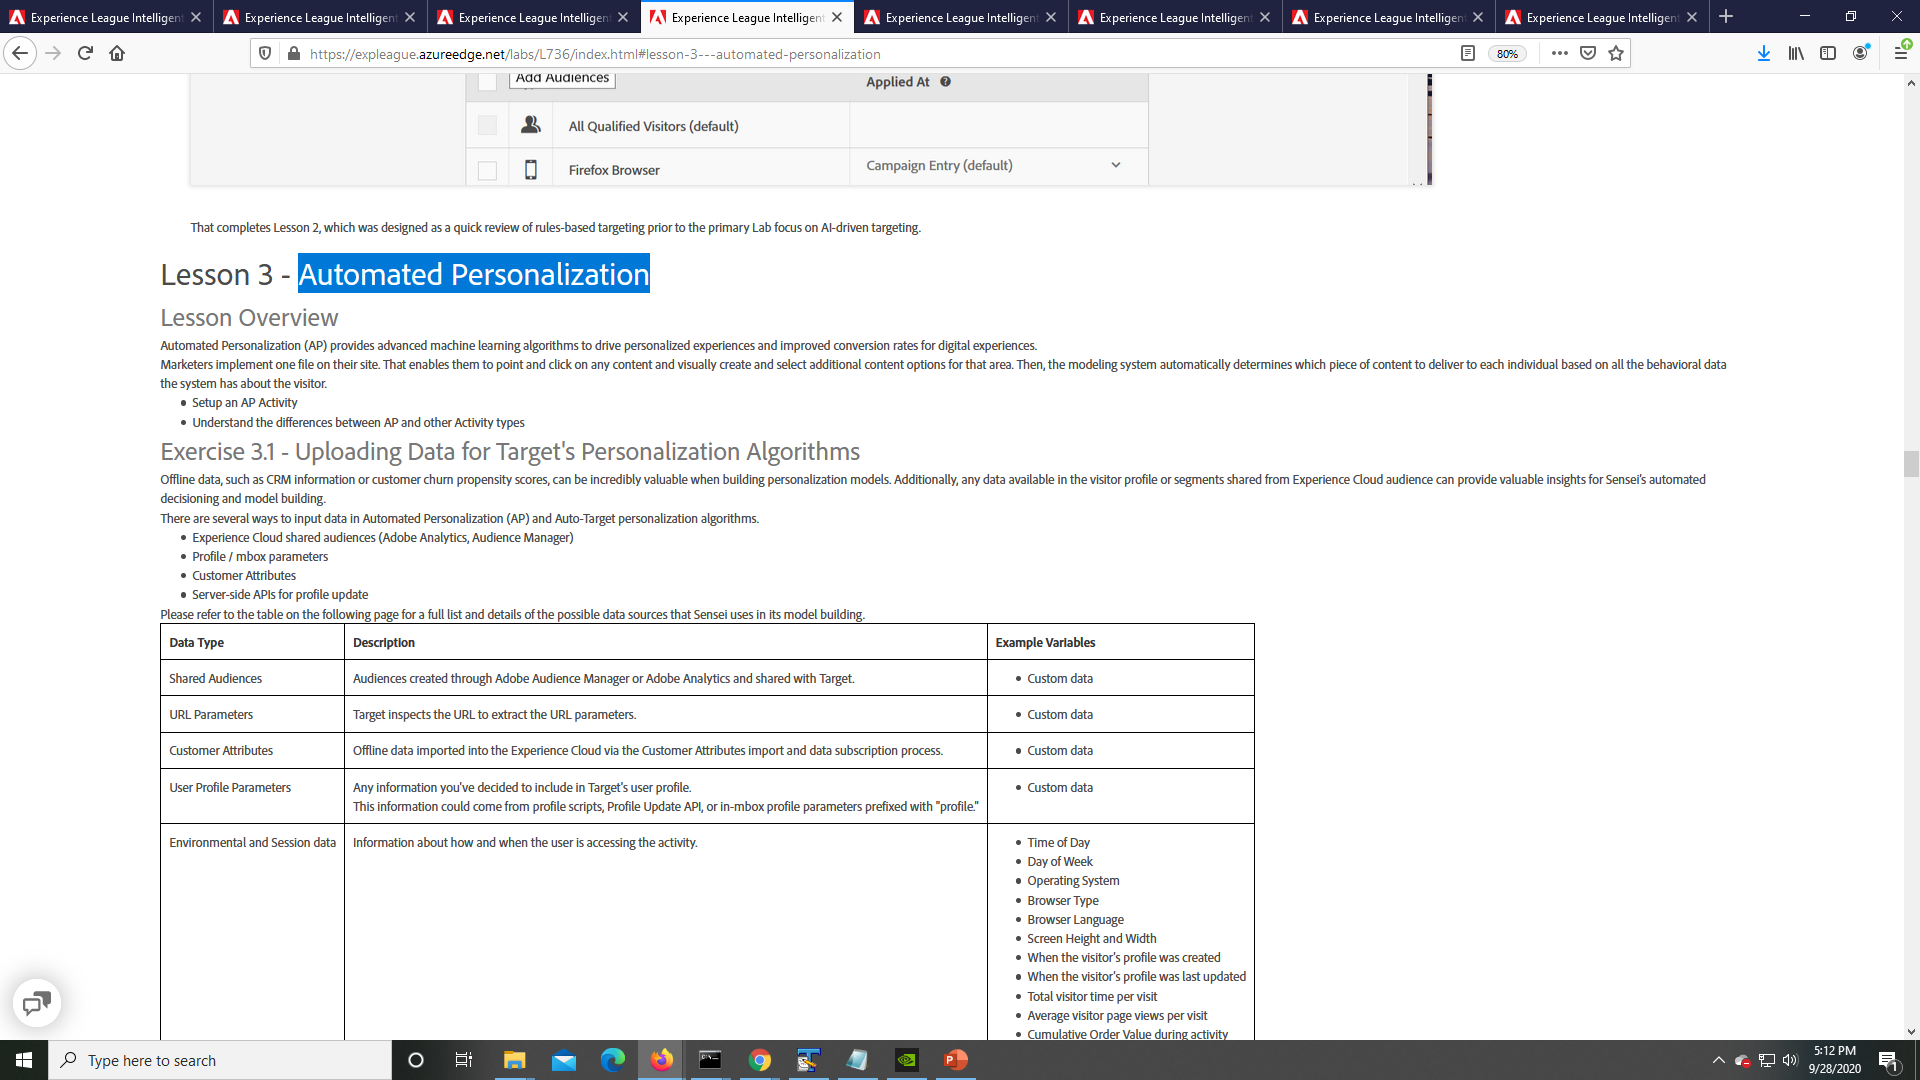 Experience League Intelligent
Experience League Intelligen
Experience League Intelligen
Experience League Intelligent
Experience League Intelligen
Experience League Intelligent
Experience League Intelligen
Experience League Intelligen
https://expleague.azureedge.net/labs/L736/index.html#lesson-3---automated-personalization
80%
Add Audiences
Applied At
All Qualified Visitors (default)
Firefox Browser
Campaign Entry (default)
That completes Lesson 2, which was designed as a quick review of rules-based targeting prior to the primary Lab focus on AI-driven targeting.
Lesson 3 - Automated Personalization
Lesson Overview
Automated Personalization (AP) provides advanced machine learning algorithms to drive personalized experiences and improved conversion rates for digital experiences.
Marketers implement one file on their site. That enables them to point and click on any content and visually create and select additional content options for that area. Then, the modeling system automatically determines which piece of content to deliver to each individual based on all the behavioral data
the system has about the visitor.
• Setup an AP Activity
• Understand the differences between AP and other Activity types
Exercise 3.1 - Uploading Data for Target's Personalization Algorithms
Offline data, such as CRM information or customer churn propensity scores, can be incredibly valuable when building personalization models. Additionally, any data available in the visitor profile or segments shared from Experience Cloud audience can provide valuable insights for Sensei's automated
decisioning and model building.
There are several ways to input data in Automated Personalization (AP) and Auto-Target personalization algorithms.
• Experience Cloud shared audiences (Adobe Analytics, Audience Manager)
• Profile / mbox parameters
• Customer Attributes
• Server-side APIs for profile update
Please refer to the table on the following page for a full list and details of the possible data sources that Sensei uses in its model building.
Data Type Description Example Variables
Shared Audiences Audiences created through Adobe Audience Manager or Adobe Analytics and shared with Target. • Custom data
URL Parameters Target inspects the URL to extract the URL parameters. • Custom data
Customer Attributes Offline data imported into the Experience Cloud via the Customer Attributes import and data subscription process. • Custom data
User Profile Parameters Any information you've decided to include in Target's user profile. • Custom data
This information could come from profile scripts, Profile Update API, or in-mbox profile parameters prefixed with "profile."
Environmental and Session data Information about how and when the user is accessing the activity. • Time of Day
• Day of Week
• Operating System
• Browser Type
• Browser Language
• Screen Height and Width
• When the visitor's profile was created
• When the visitor's profile was last updated
• Total visitor time per visit
• Average visitor page views per visit
• Cumulative Order Value during activity
Type here to search
5:12 PM
9/28/2020
1